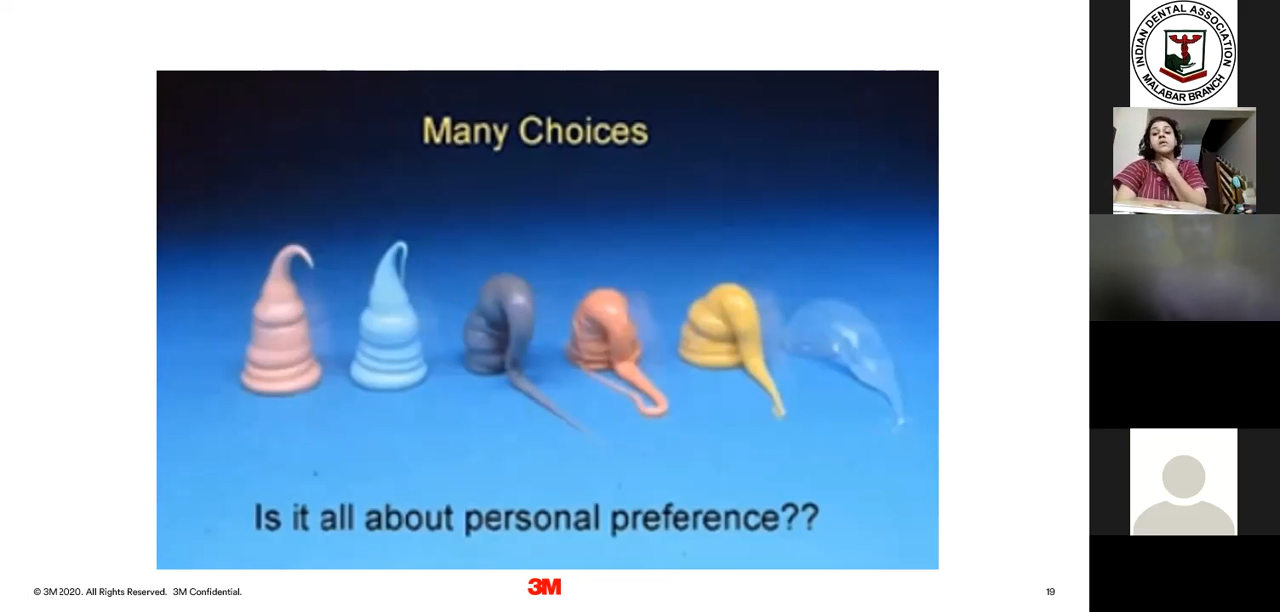 Many Choices
Is it all about personal preference??
© 3M 2020. All Rights Reserved. 3M Confidential.
3M
19
INDIAN DENTAL ASSOCIATION
MALABAR BRANCH